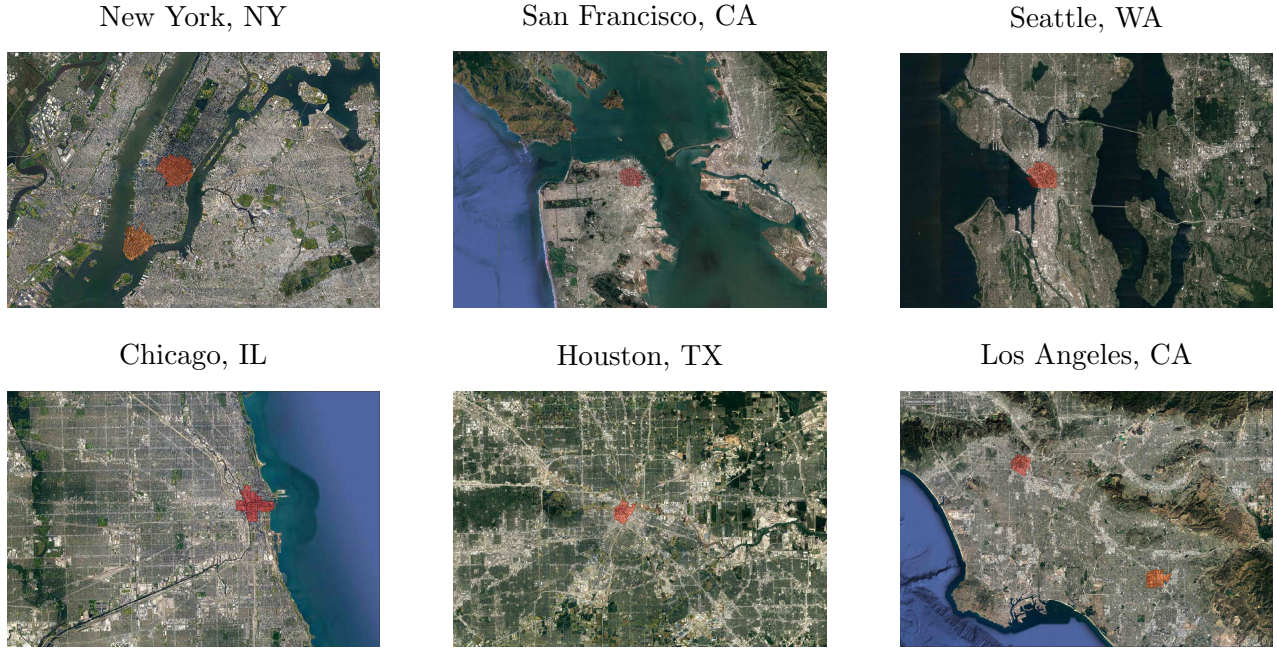 New York, NY
San Francisco, CA
Seattle, WA
Chicago, IL
Houston, TX
Los Angeles, CA